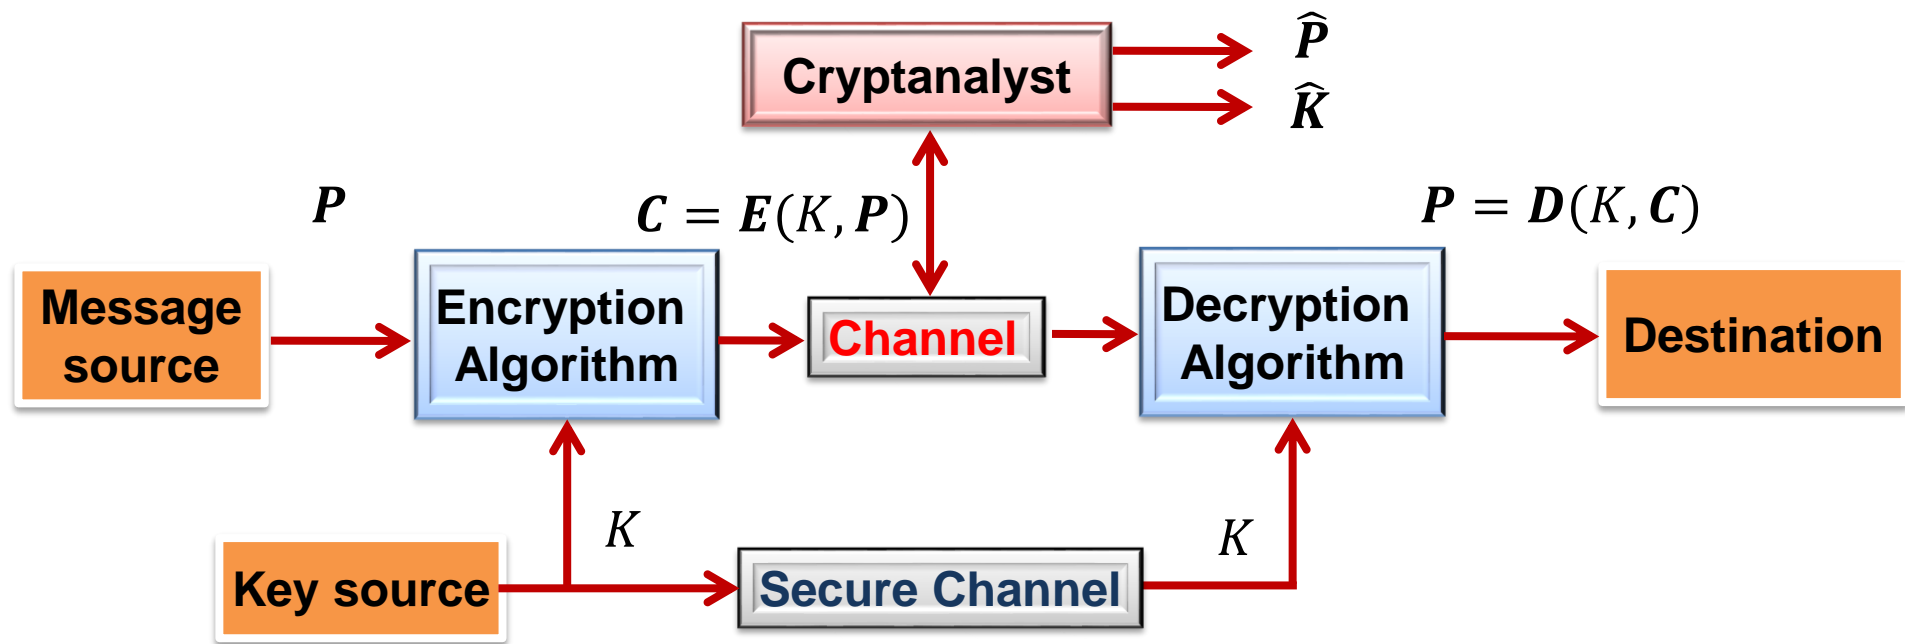 Cryptanalyst
P̂
K̂
P
C = E(K, P)
P = D(K, C)
Message
source
Encryption
Algorithm
Channel
Decryption
Algorithm
Destination
K
K
Key source
Secure Channel